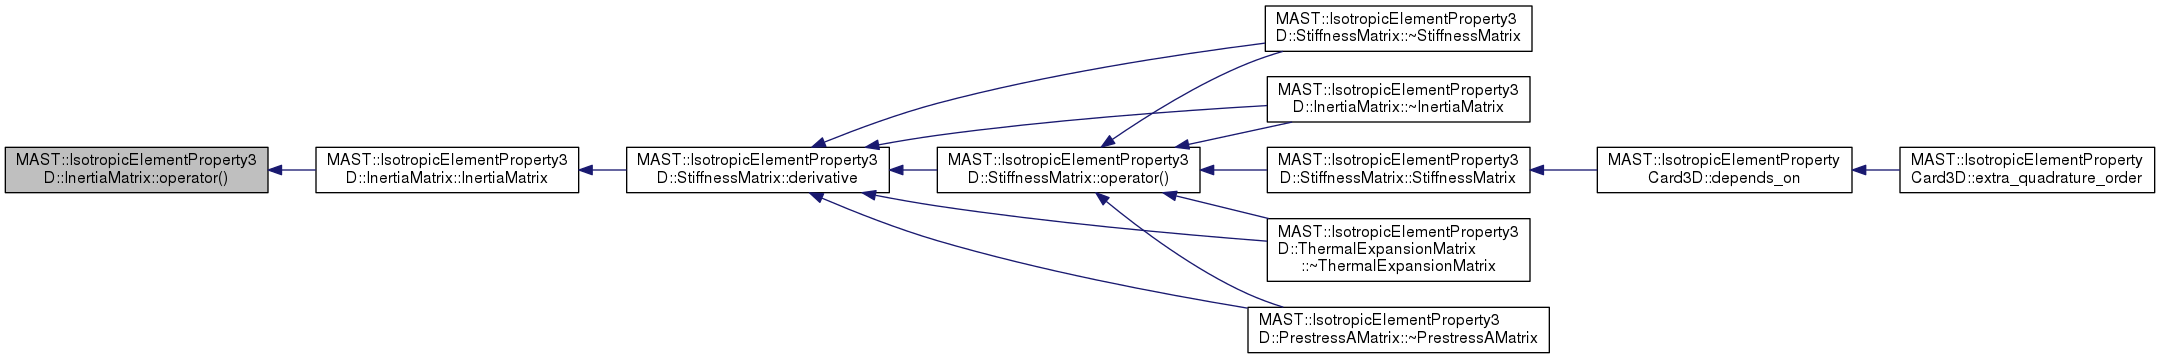 MAST::IsotropicElementProperty3
D::InertiaMatrix::operator()
MAST::IsotropicElementProperty3
D::InertiaMatrix::InertiaMatrix
MAST::IsotropicElementProperty3
D::StiffnessMatrix::derivative
MAST::IsotropicElementProperty3
D::StiffnessMatrix::operator()
MAST::IsotropicElementProperty3
D::StiffnessMatrix::~StiffnessMatrix
MAST::IsotropicElementProperty3
D::InertiaMatrix::~InertiaMatrix
MAST::IsotropicElementProperty3
D::StiffnessMatrix::StiffnessMatrix
MAST::IsotropicElementProperty3
D::ThermalExpansionMatrix
::~ThermalExpansionMatrix
MAST::IsotropicElementProperty3
D::PrestressAMatrix::~PrestressAMatrix
MAST::IsotropicElementProperty
Card3D::depends_on
MAST::IsotropicElementProperty
Card3D::extra_quadrature_order